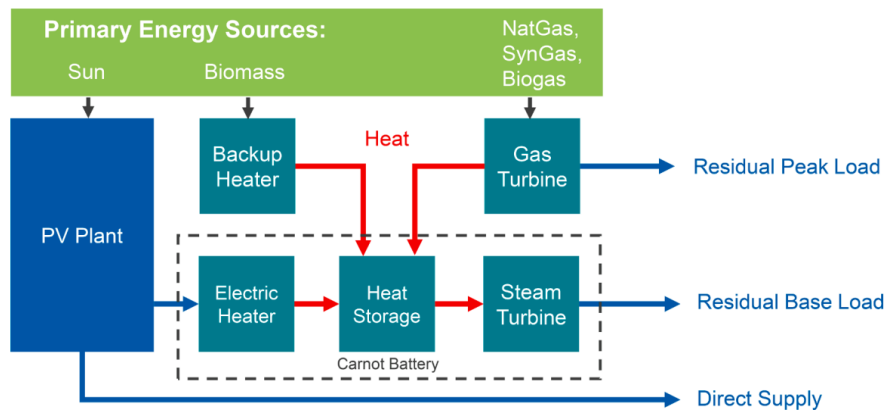 Primary Energy Sources:
Sun
Biomass
NatGas,
SynGas,
Biogas
PV Plant
Backup
Heater
Heat
Gas
Turbine
Residual Peak Load
Electric
Heater
Heat
Storage
Steam
Turbine
Residual Base Load
Carnot Battery
Direct Supply